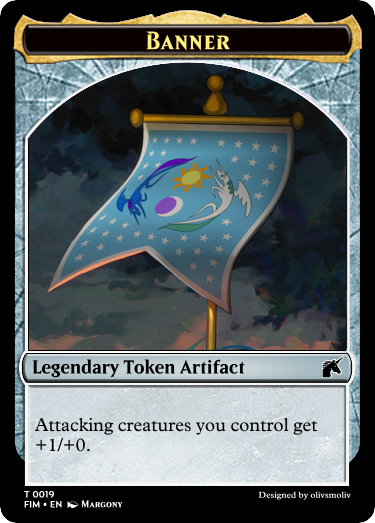 BANNER
Legendary Token Artifact
Attacking creatures you control get
+1/+0.
T 0019
FIM • EN MARGONY
Designed by olivsmoliv